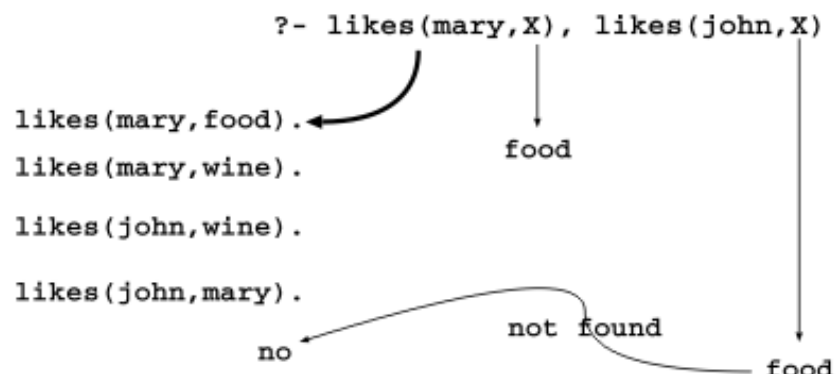 ?- likes(mary,X), likes(john,X)
likes(mary,food).
food
likes(mary,wine).
likes(john,wine).
likes(john,mary).
not found
no
food